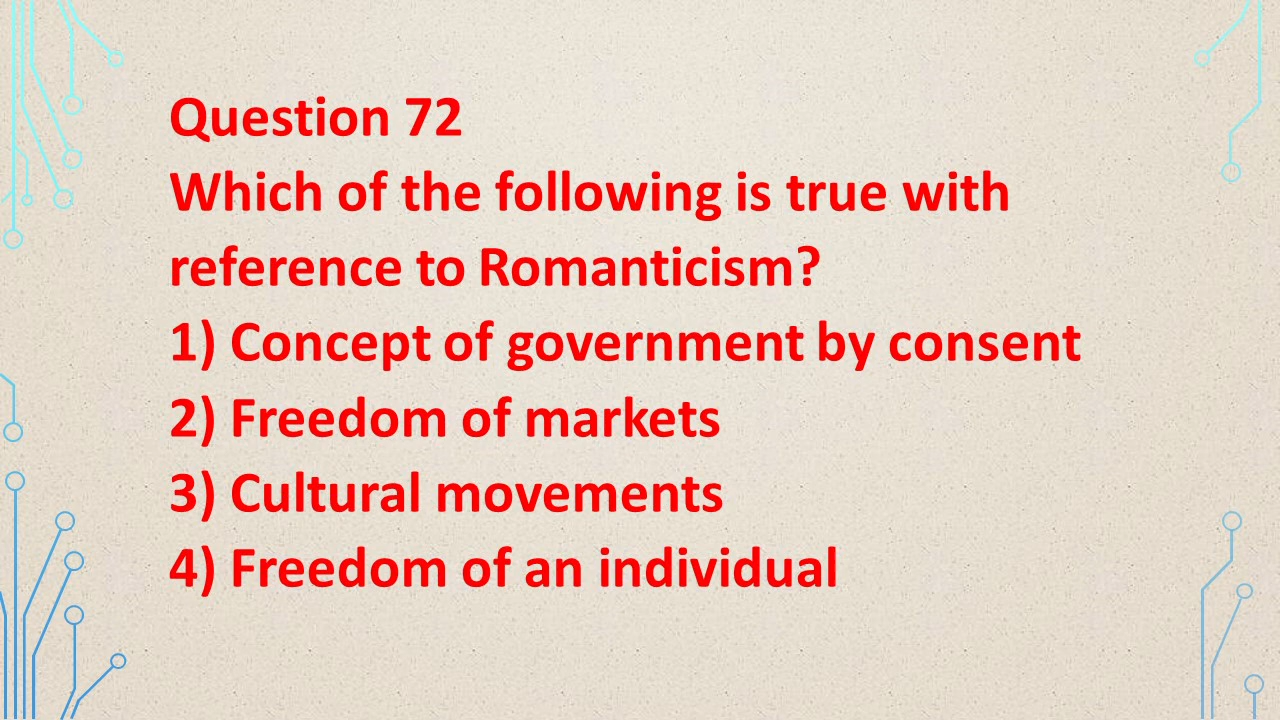 Question 72
Which of the following is true with
reference to Romanticism?
1) Concept of government by consent
2) Freedom of markets
3) Cultural movements
4) Freedom of an individual